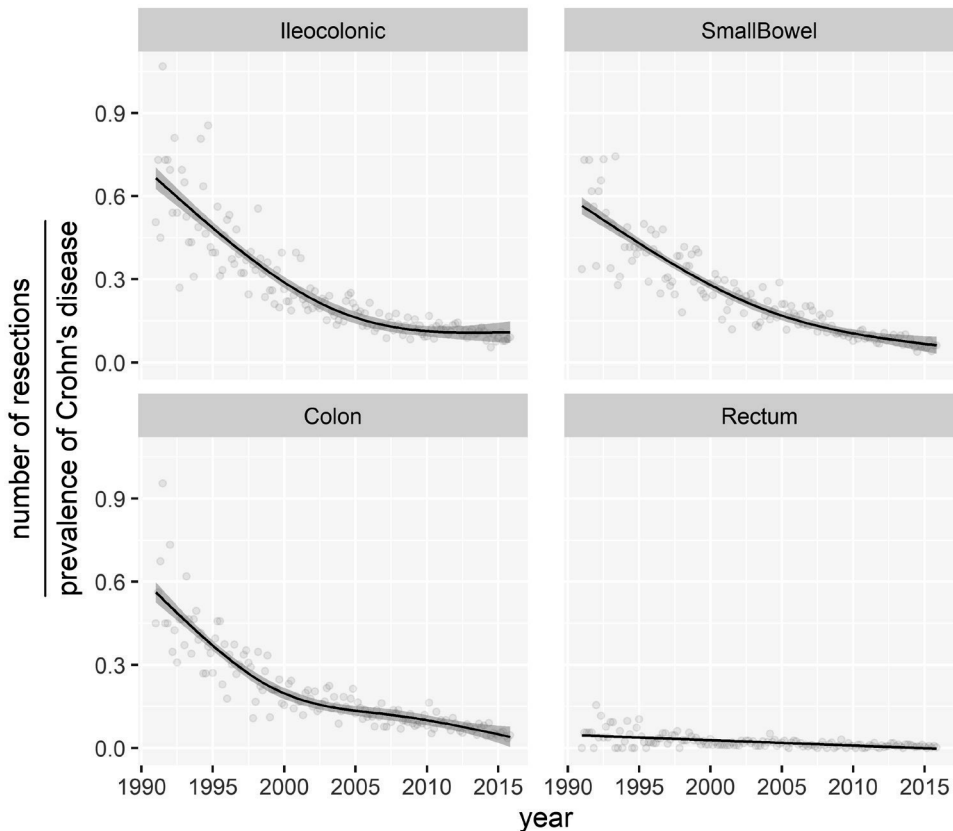 Ileocolonic
SmallBowel
0.9
0.6
0.3
0.0
Colon
Rectum
0.9
0.6
0.3
0.0
1990 1995 2000 2005 2010 2015
1990 1995 2000 2005 2010 2015
year
number of resections
prevalence of Crohn's disease